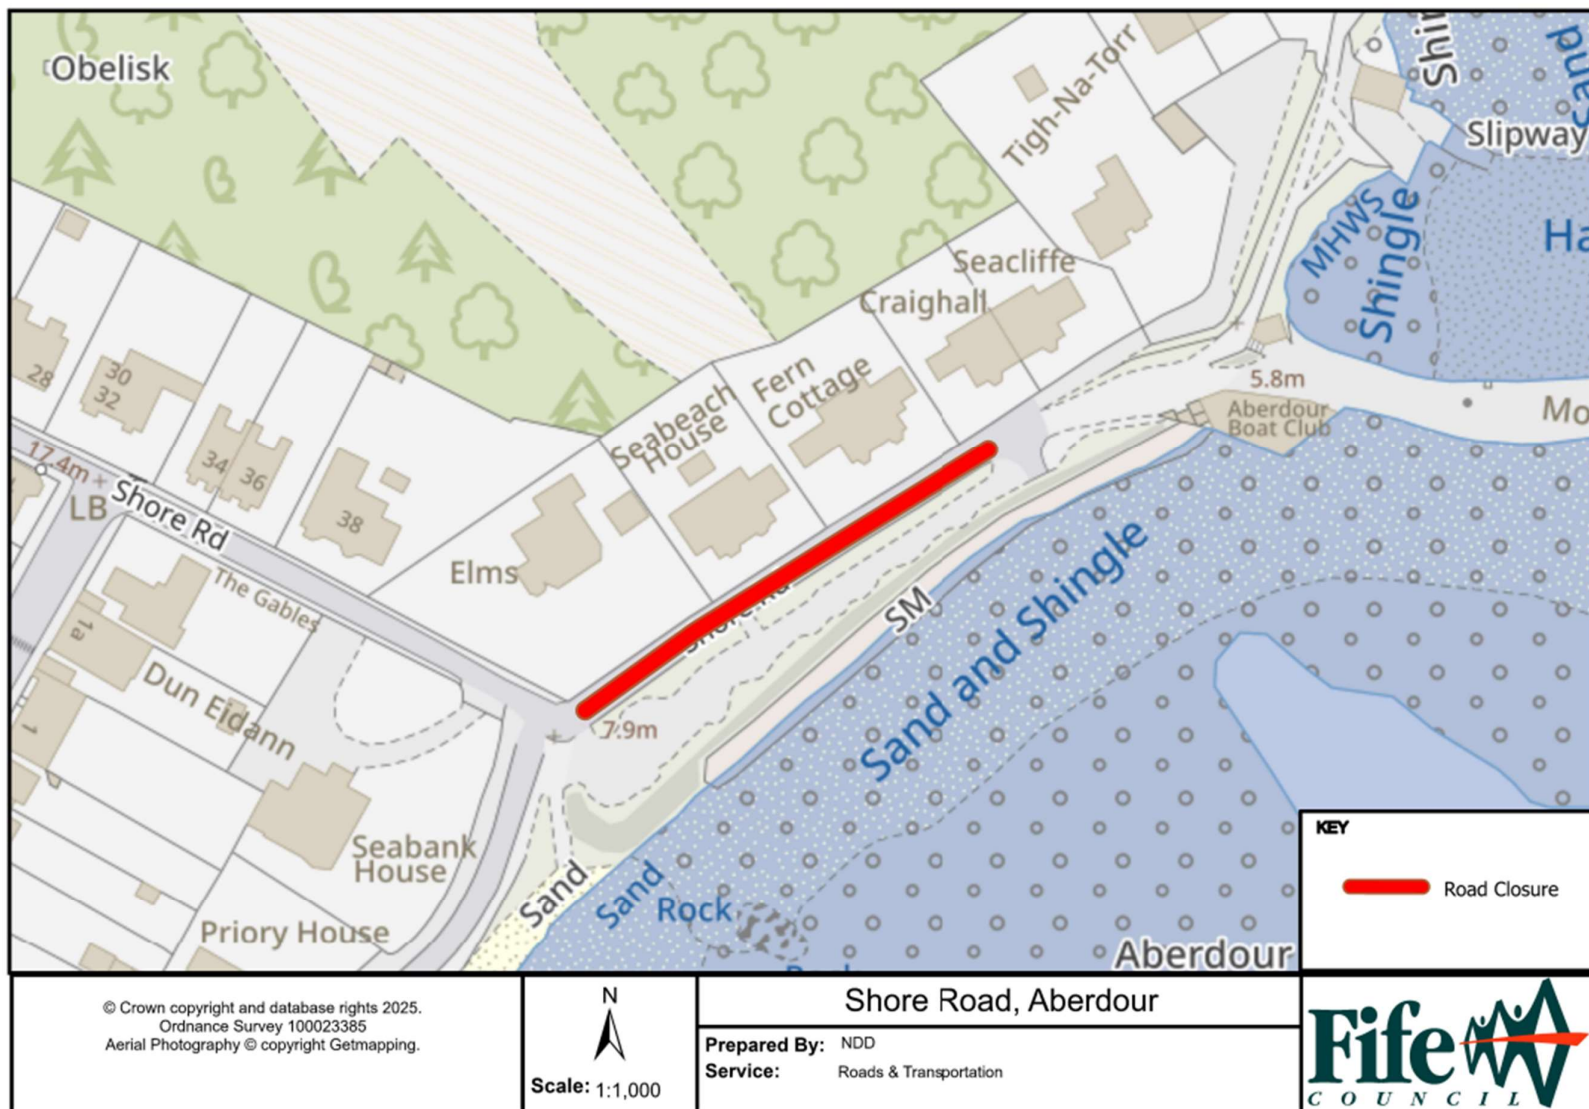 Obelisk
Tigh-Na-Torr
Slipway
MHWS
Shingle
Seacliffe
Craighall
Fern
Cottage
Seabeach
House
5.8m
Aberdour
Boat Club
28
30
32
34
36
38
17.4m
LB
Shore Rd
The Gables
Elms
1a
1
Dun Eidann
7.9m
SM
Sand and Shingle
Seabank
House
Priory House
Sand
Sand
Rock
Aberdour
KEY
Road Closure
© Crown copyright and database rights 2025.
Ordnance Survey 100023385
Aerial Photography © copyright Getmapping.
N
Scale: 1:1,000
Shore Road, Aberdour
Prepared By: NDD
Service: Roads & Transportation
Fife
COUNCIL